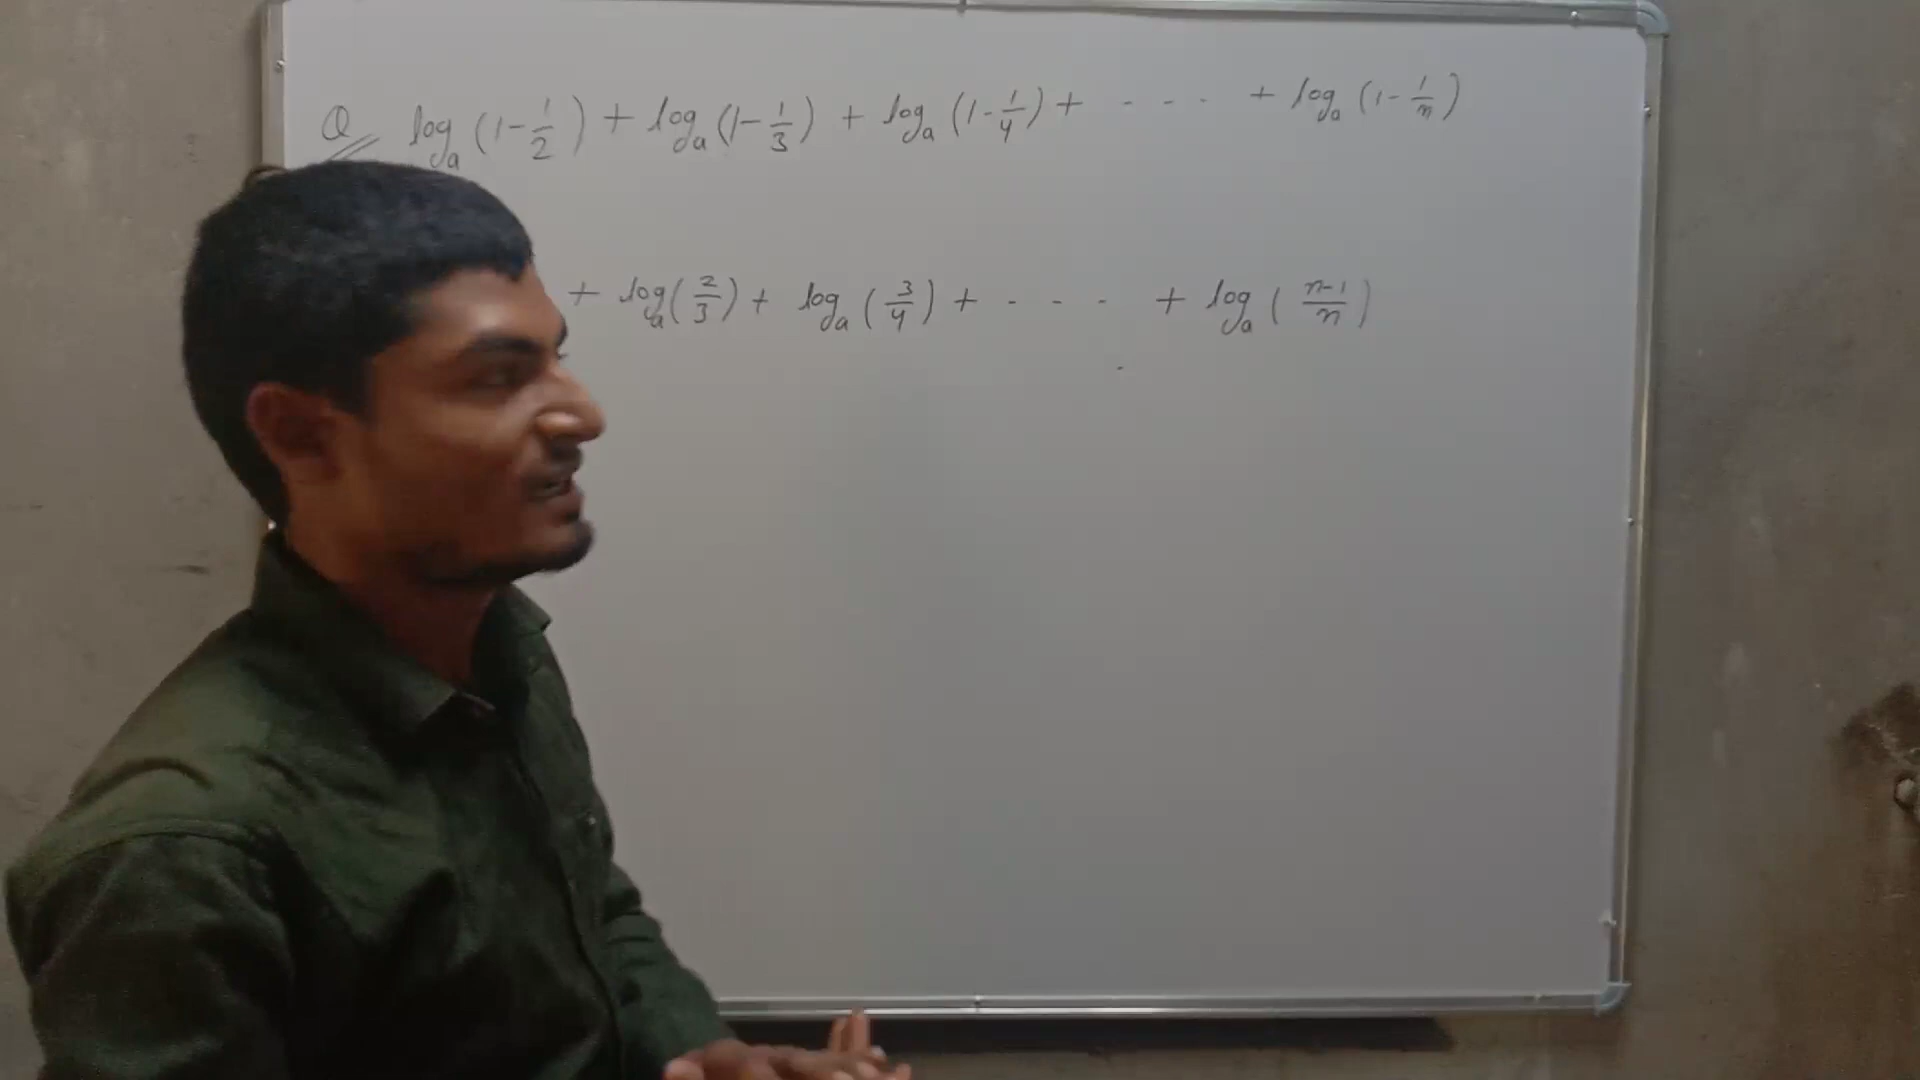 Q log_a (1-1/2) + log_a (1-1/3) + log_a (1-1/4) + - - - + log_a (1-1/n)
+ log_a (2/3) + log_a (3/4) + - - - + log_a (n-1/n)